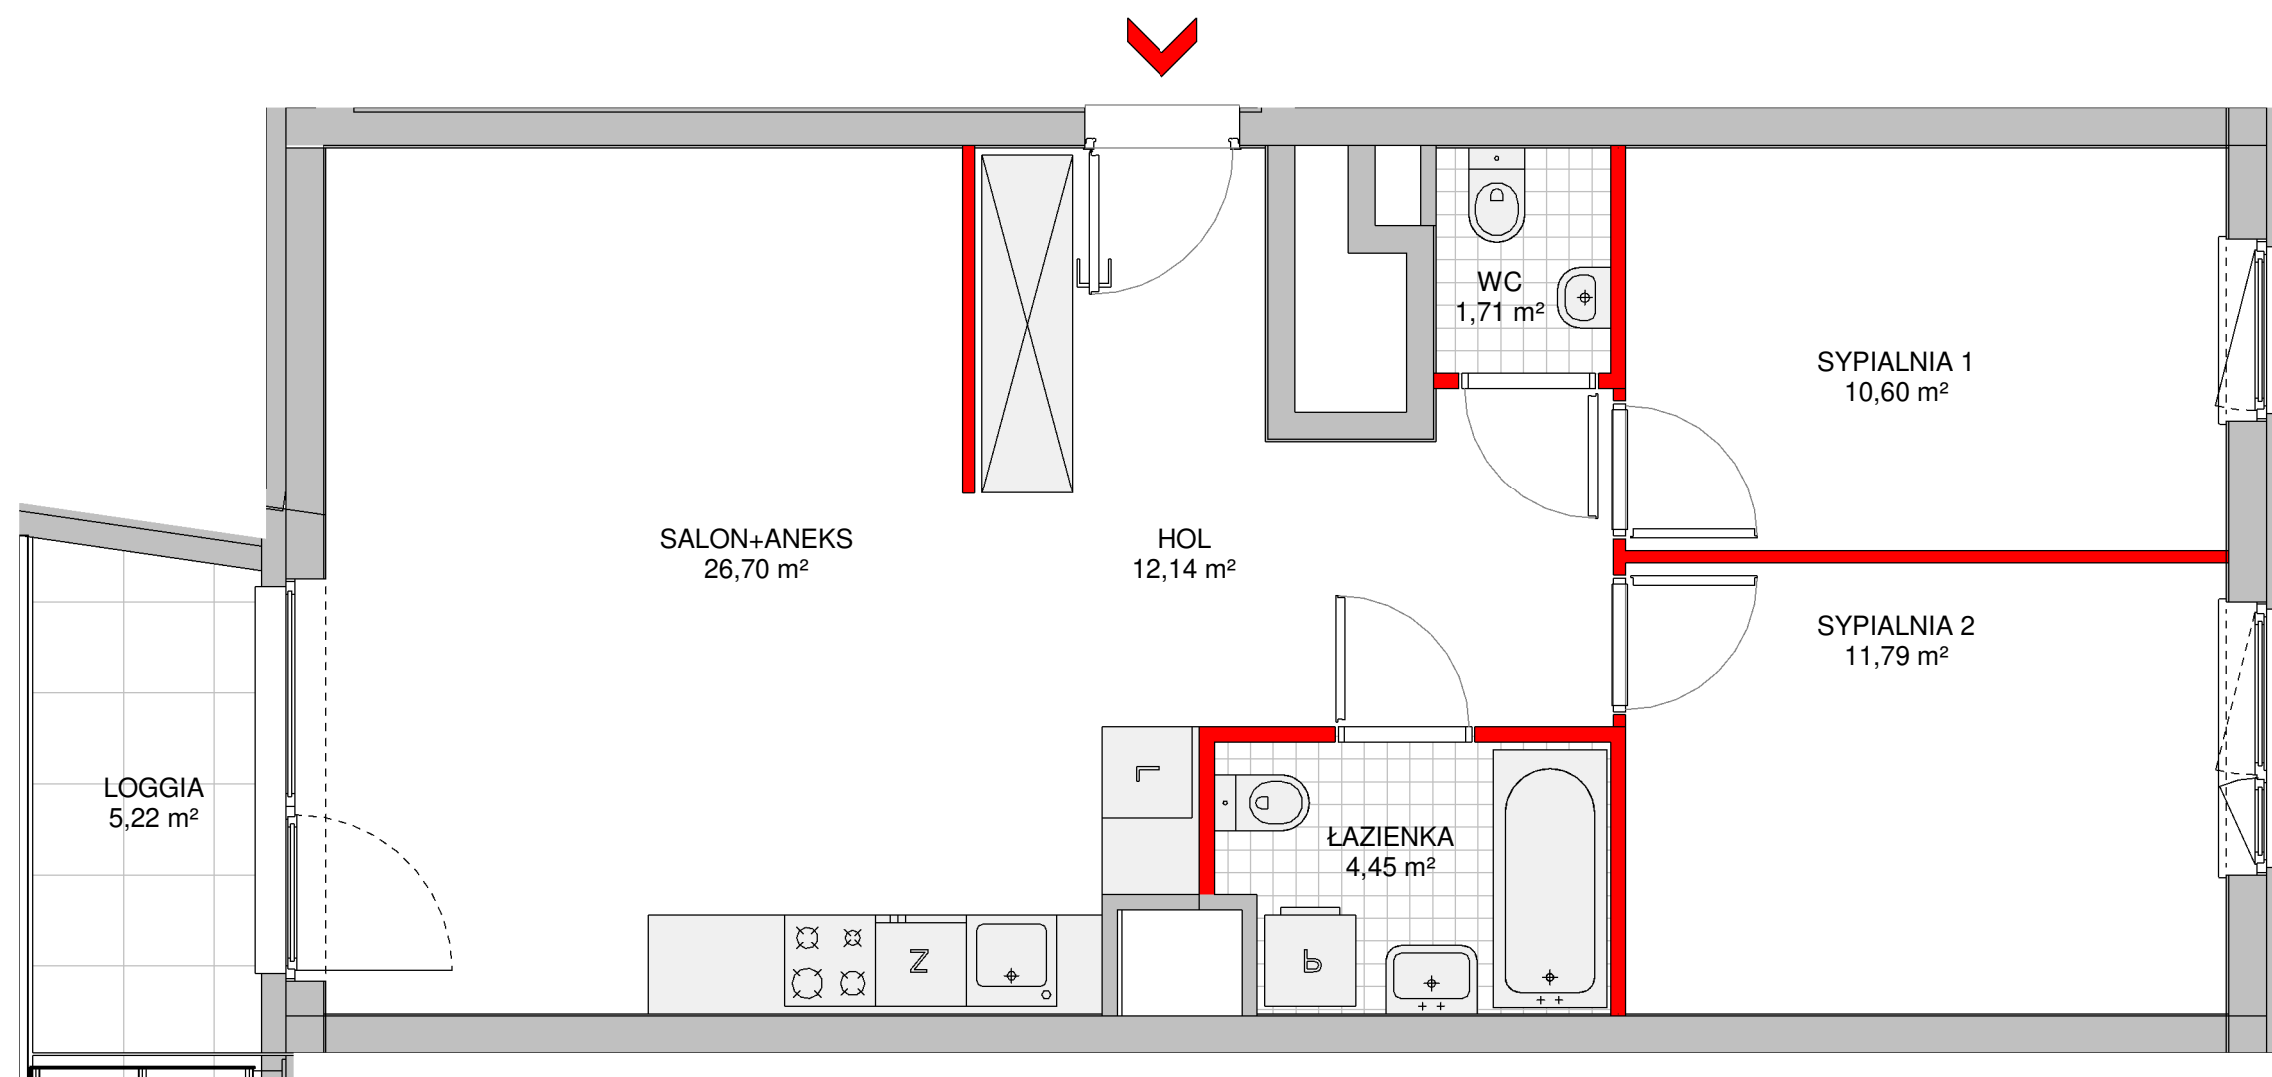 WC
1,71 m²
SYPIALNIA 1
10,60 m²
SALON+ANEKS
26,70 m²
HOL
12,14 m²
SYPIALNIA 2
11,79 m²
LOGGIA
5,22 m²
L
ŁAZIENKA
4,45 m²
Z
P